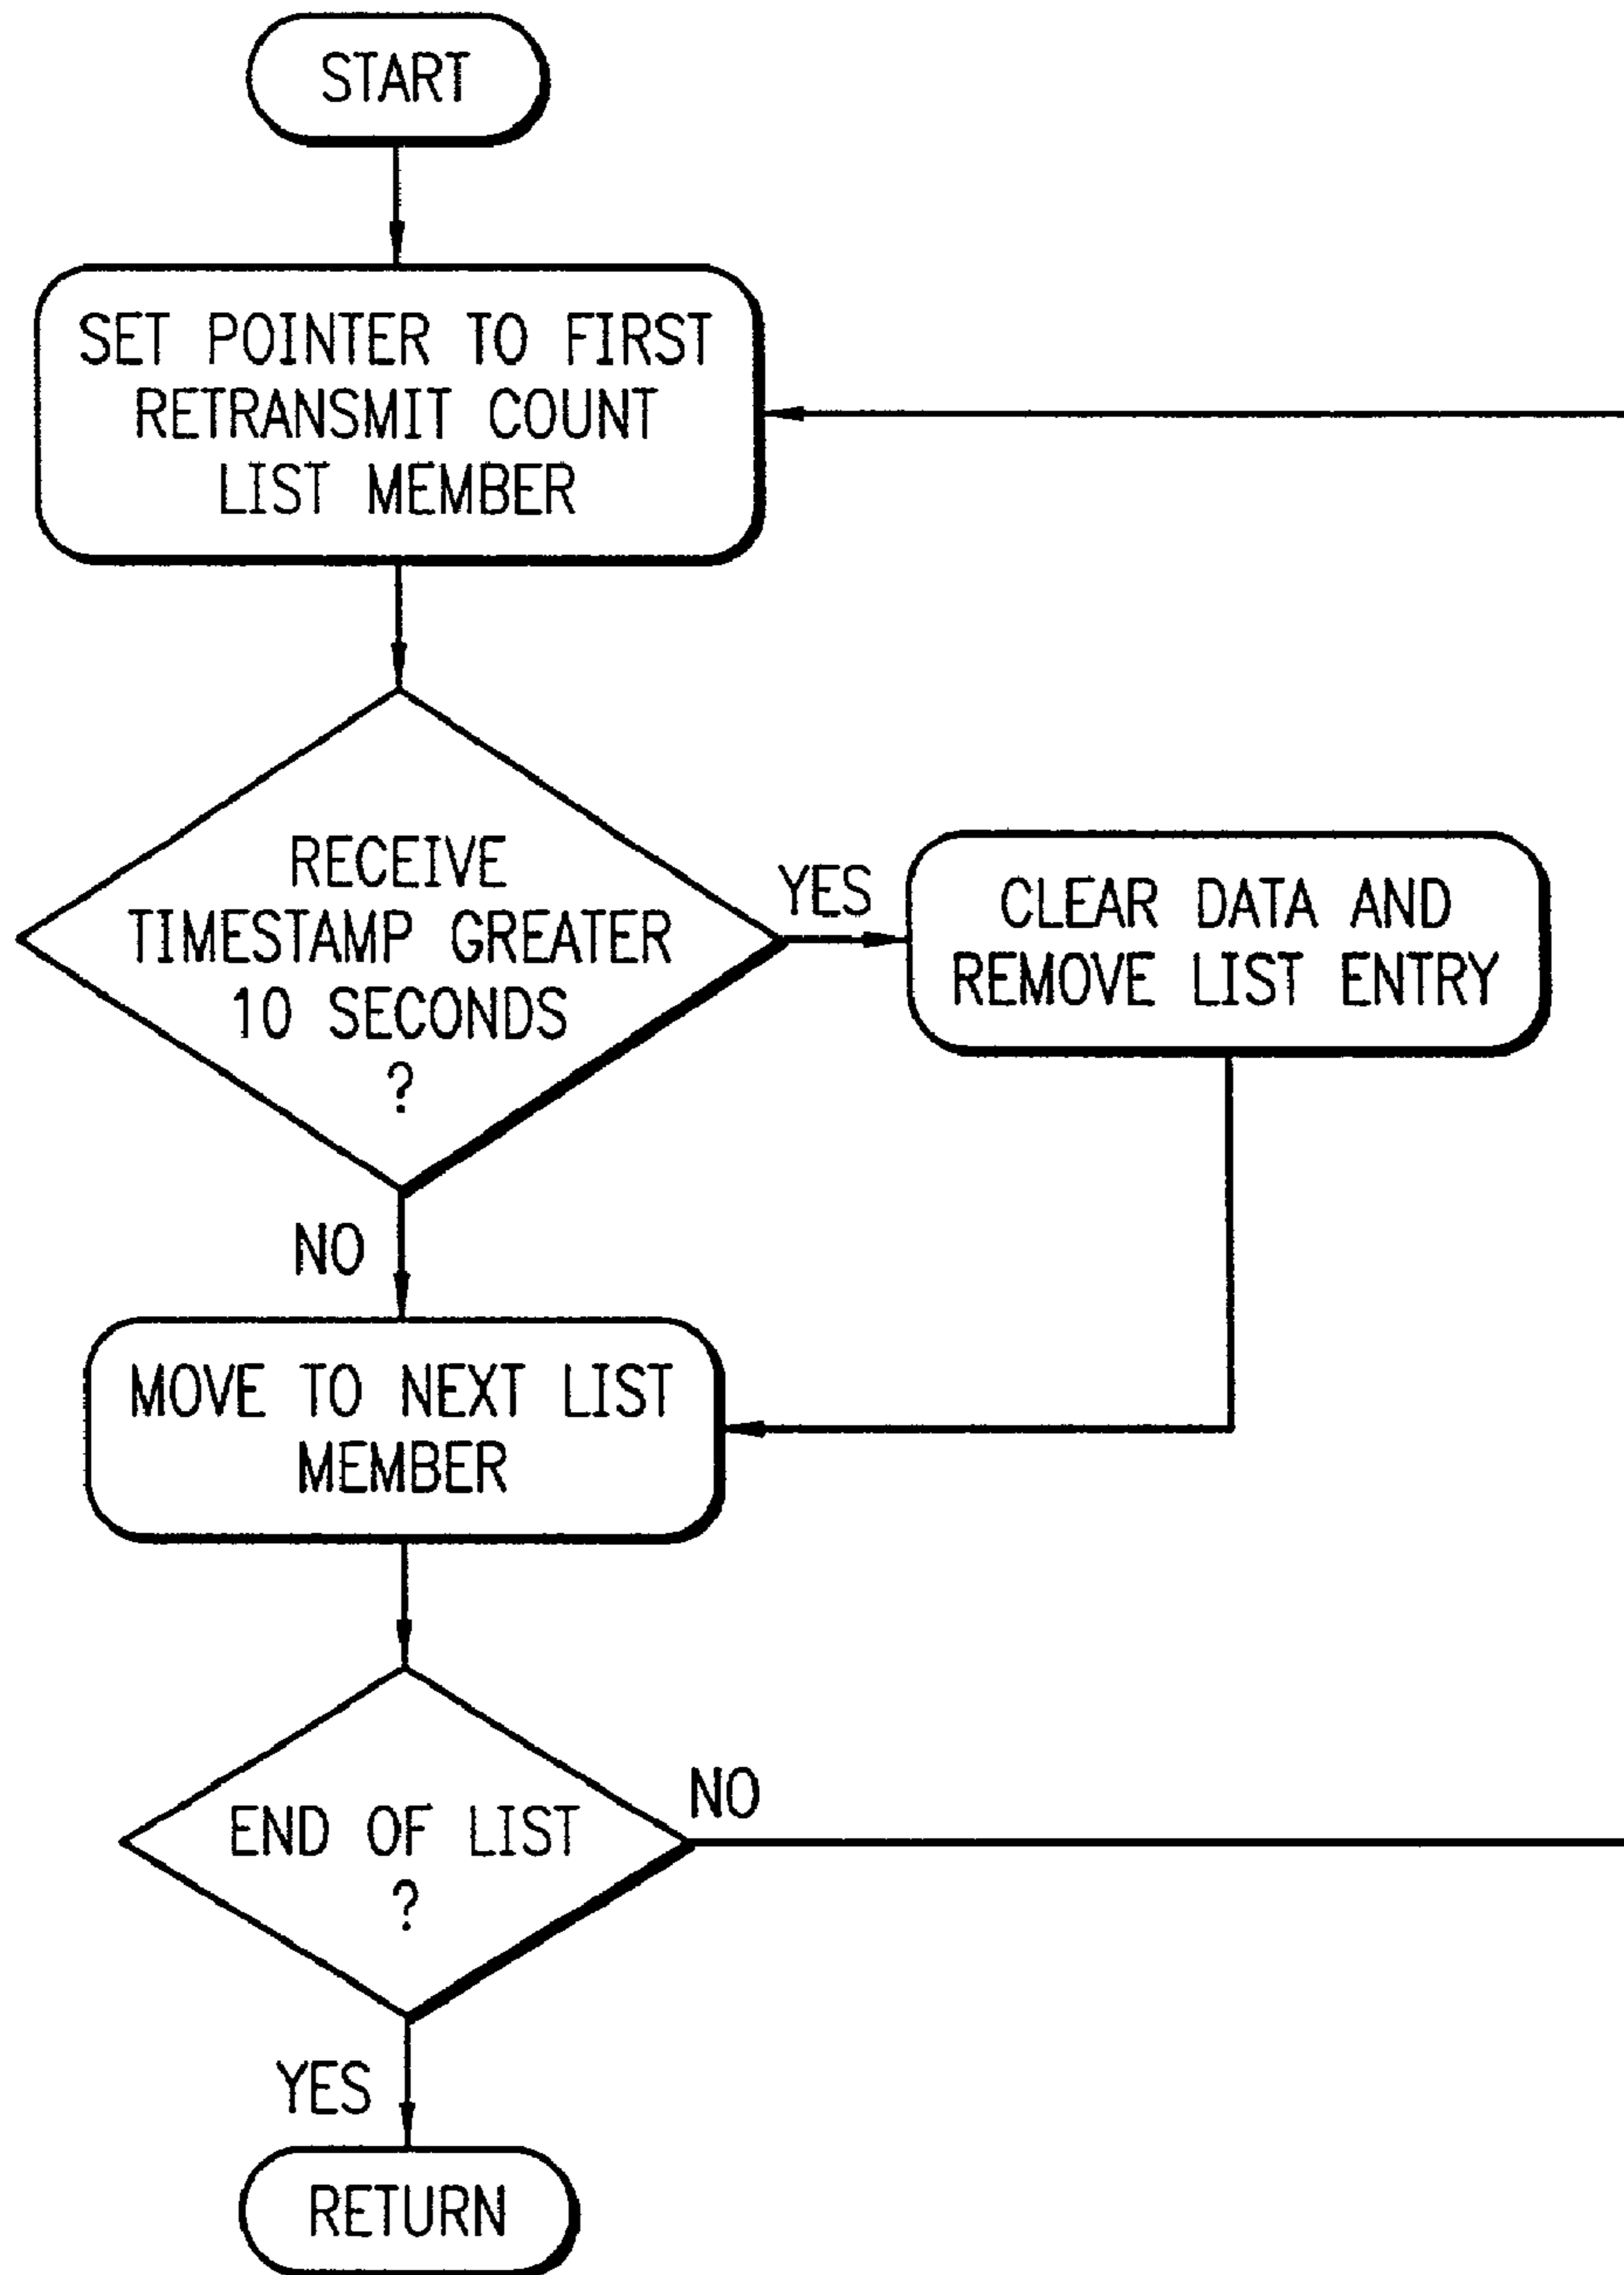 START
SET POINTER TO FIRST
RETRANSMIT COUNT
LIST MEMBER
RECEIVE
TIMESTAMP GREATER
10 SECONDS
?
YES
CLEAR DATA AND
REMOVE LIST ENTRY
NO
MOVE TO NEXT LIST
MEMBER
END OF LIST
?
NO
YES
RETURN